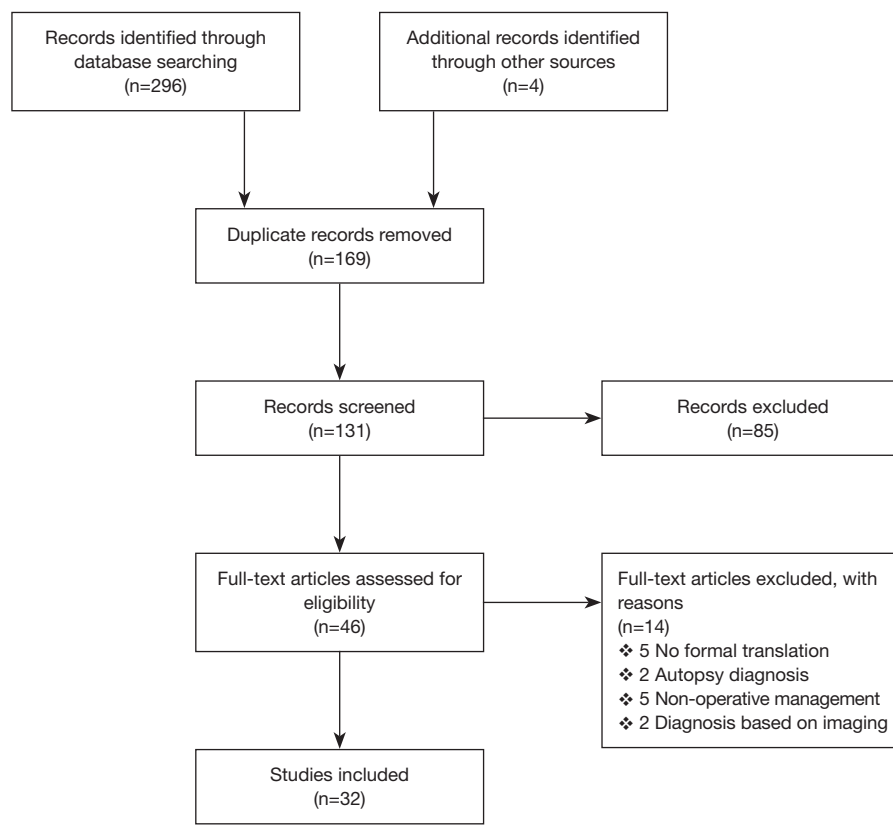 Records identified through
database searching
(n=296)
Additional records identified
through other sources
(n=4)
Duplicate records removed
(n=169)
Records screened
(n=131)
Records excluded
(n=85)
Full-text articles assessed for
eligibility
(n=46)
Full-text articles excluded, with
reasons
(n=14)
❖ 5 No formal translation
❖ 2 Autopsy diagnosis
❖ 5 Non-operative management
❖ 2 Diagnosis based on imaging
Studies included
(n=32)